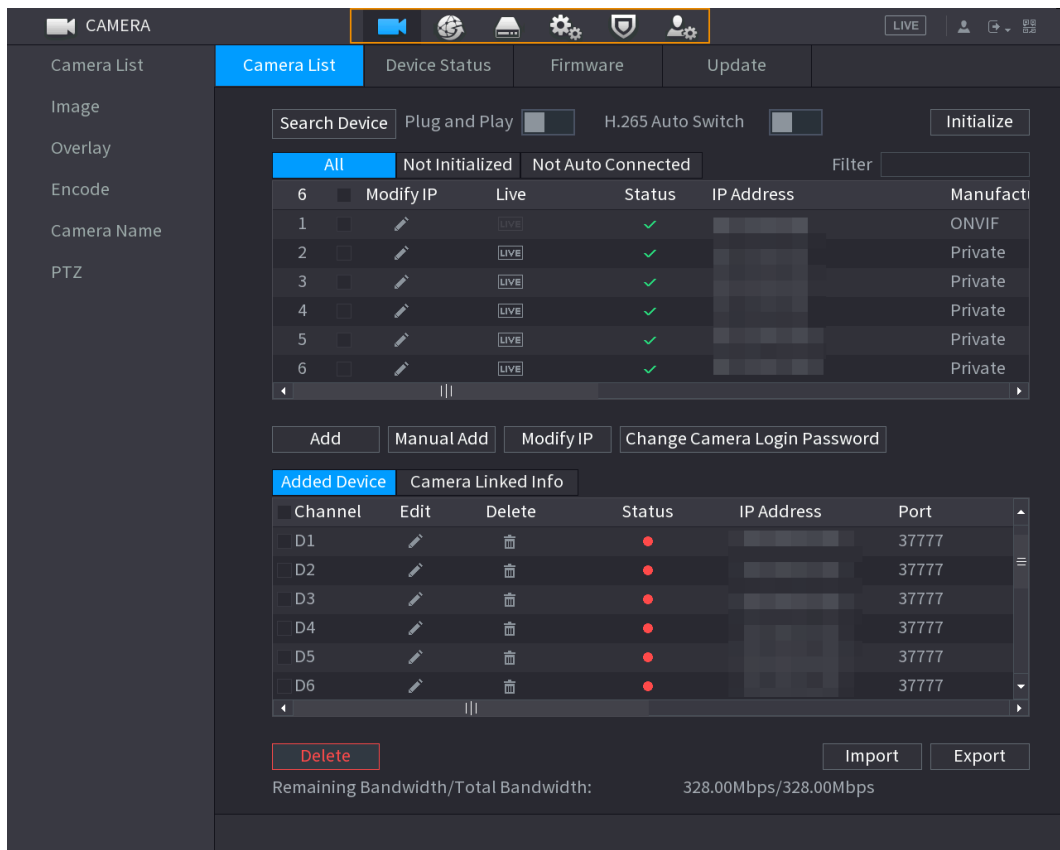 CAMERA LIVE
Camera List
Image
Overlay
Encode
Camera Name
PTZ
Camera List Device Status Firmware Update
Search Device Plug and Play H.265 Auto Switch Initialize
All Not Initialized Not Auto Connected Filter
6 Modify IP Live Status IP Address Manufactu
1 LIVE ONVIF
2 LIVE Private
3 LIVE Private
4 LIVE Private
5 LIVE Private
6 LIVE Private
Add Manual Add Modify IP Change Camera Login Password
Added Device Camera Linked Info
Channel Edit Delete Status IP Address Port
D1 37777
D2 37777
D3 37777
D4 37777
D5 37777
D6 37777
Delete Import Export
Remaining Bandwidth/Total Bandwidth: 328.00Mbps/328.00Mbps